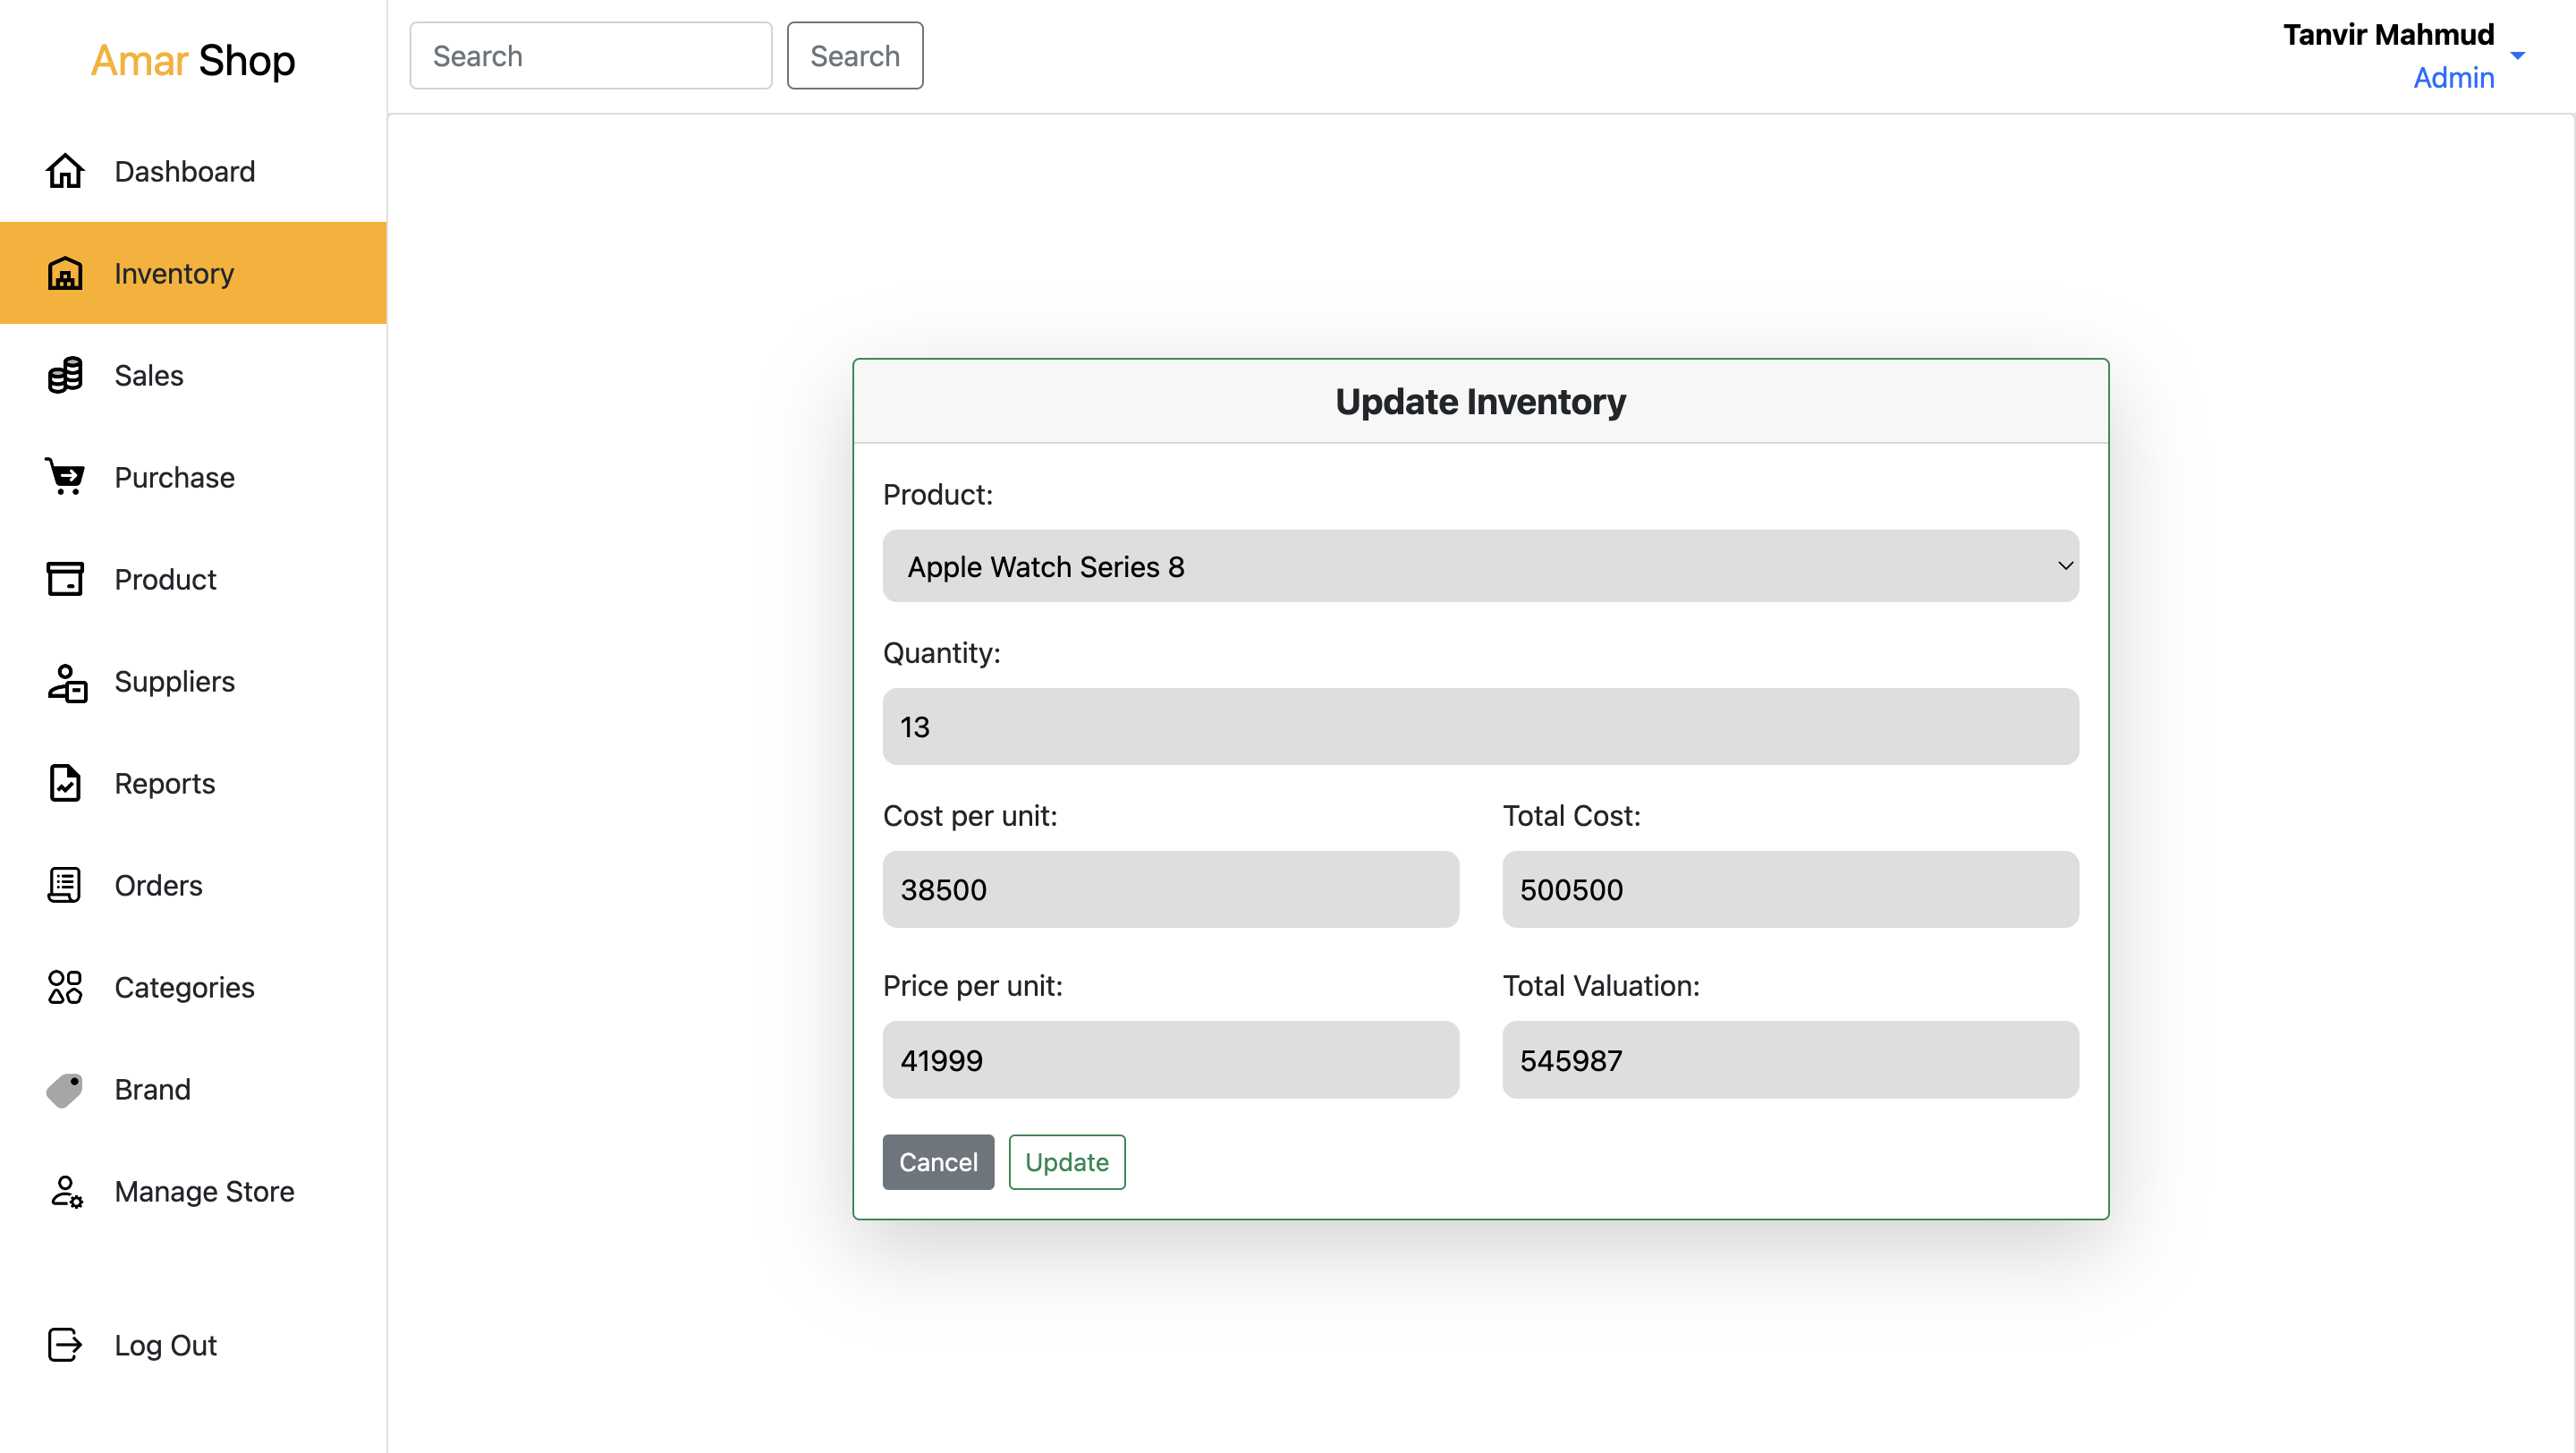 Amar Shop
Search
Search
Tanvir Mahmud
Admin
Dashboard
Inventory
Sales
Purchase
Product
Suppliers
Reports
Orders
Categories
Brand
Manage Store
Log Out
Update Inventory
Product:
Apple Watch Series 8
Quantity:
13
Cost per unit:
Total Cost:
38500
500500
Price per unit:
Total Valuation:
41999
545987
Cancel
Update